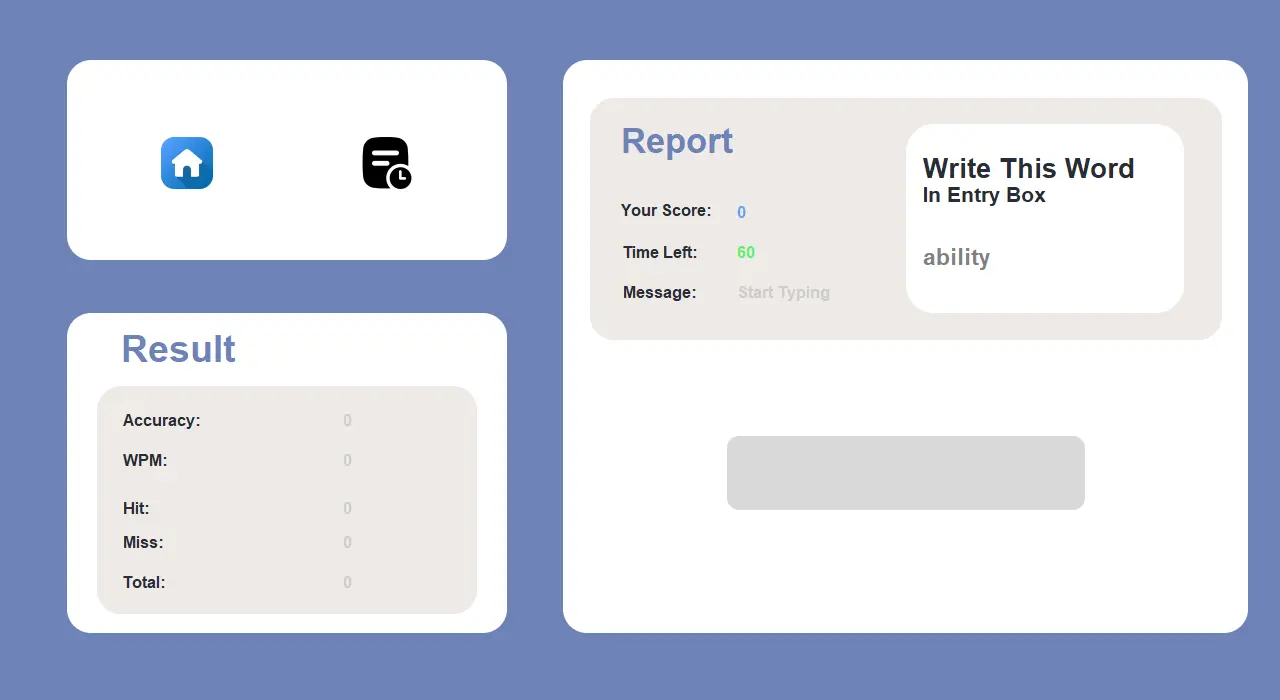 Result
Accuracy: 0
WPM: 0
Hit: 0
Miss: 0
Total: 0
Report
Your Score: 0
Time Left: 60
Message: Start Typing
Write This Word
In Entry Box
ability